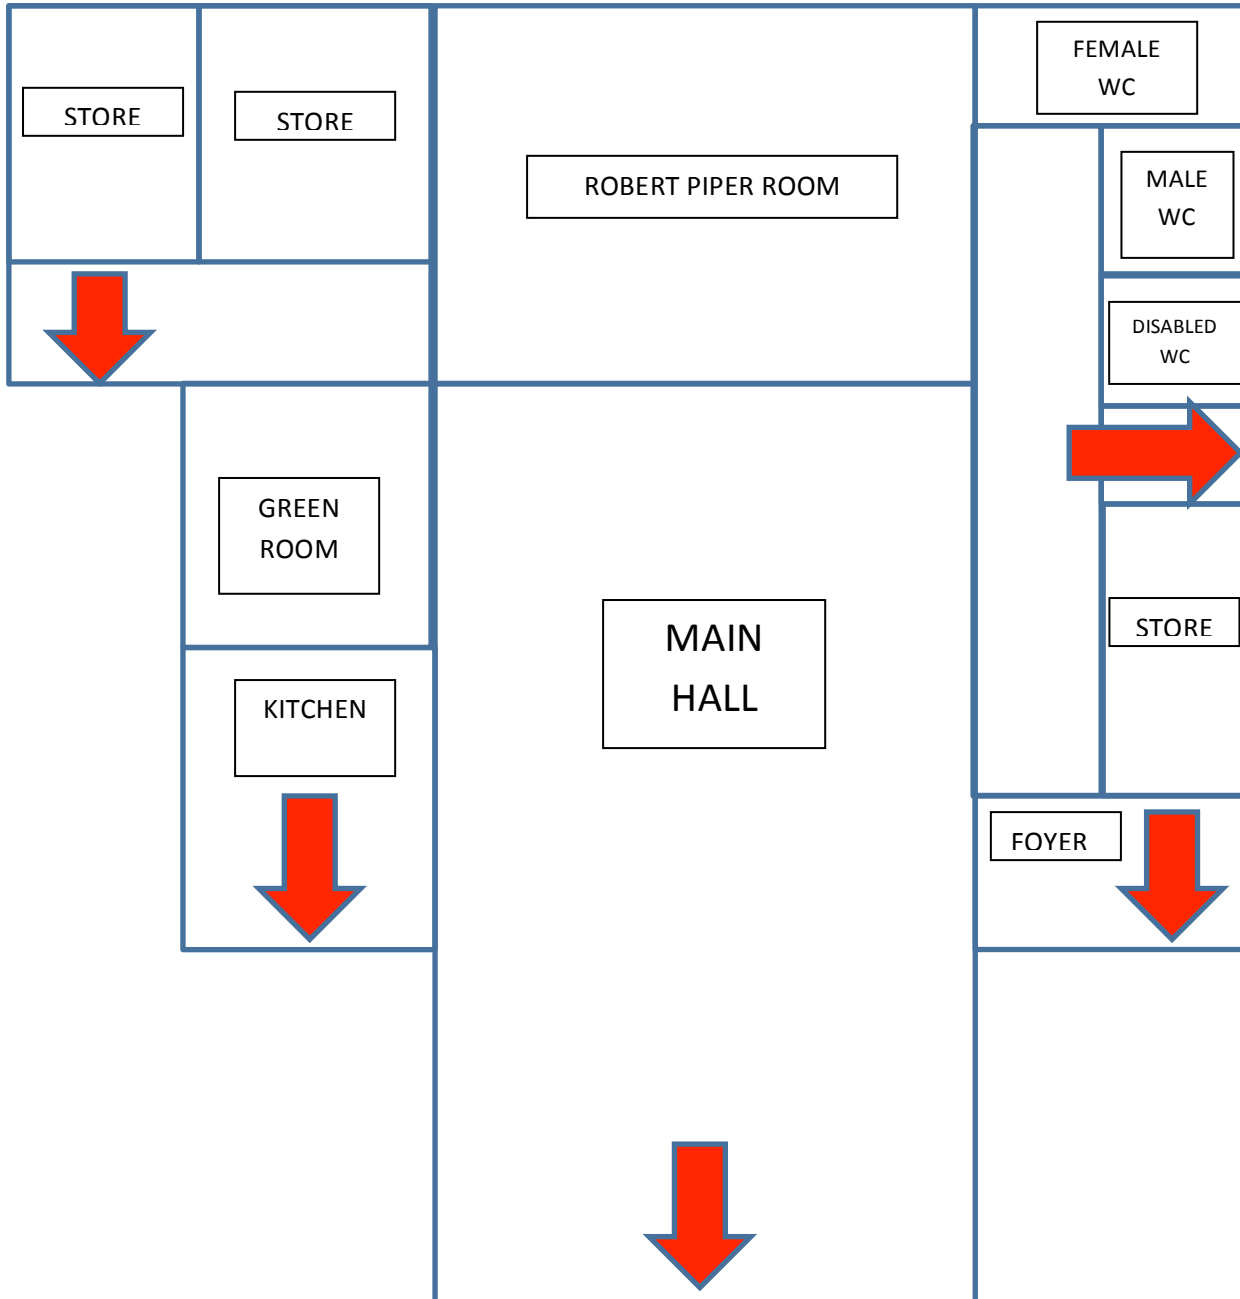 STORE
STORE
ROBERT PIPER ROOM
FEMALE
WC
MALE
WC
DISABLED
WC
GREEN
ROOM
MAIN
HALL
STORE
KITCHEN
FOYER